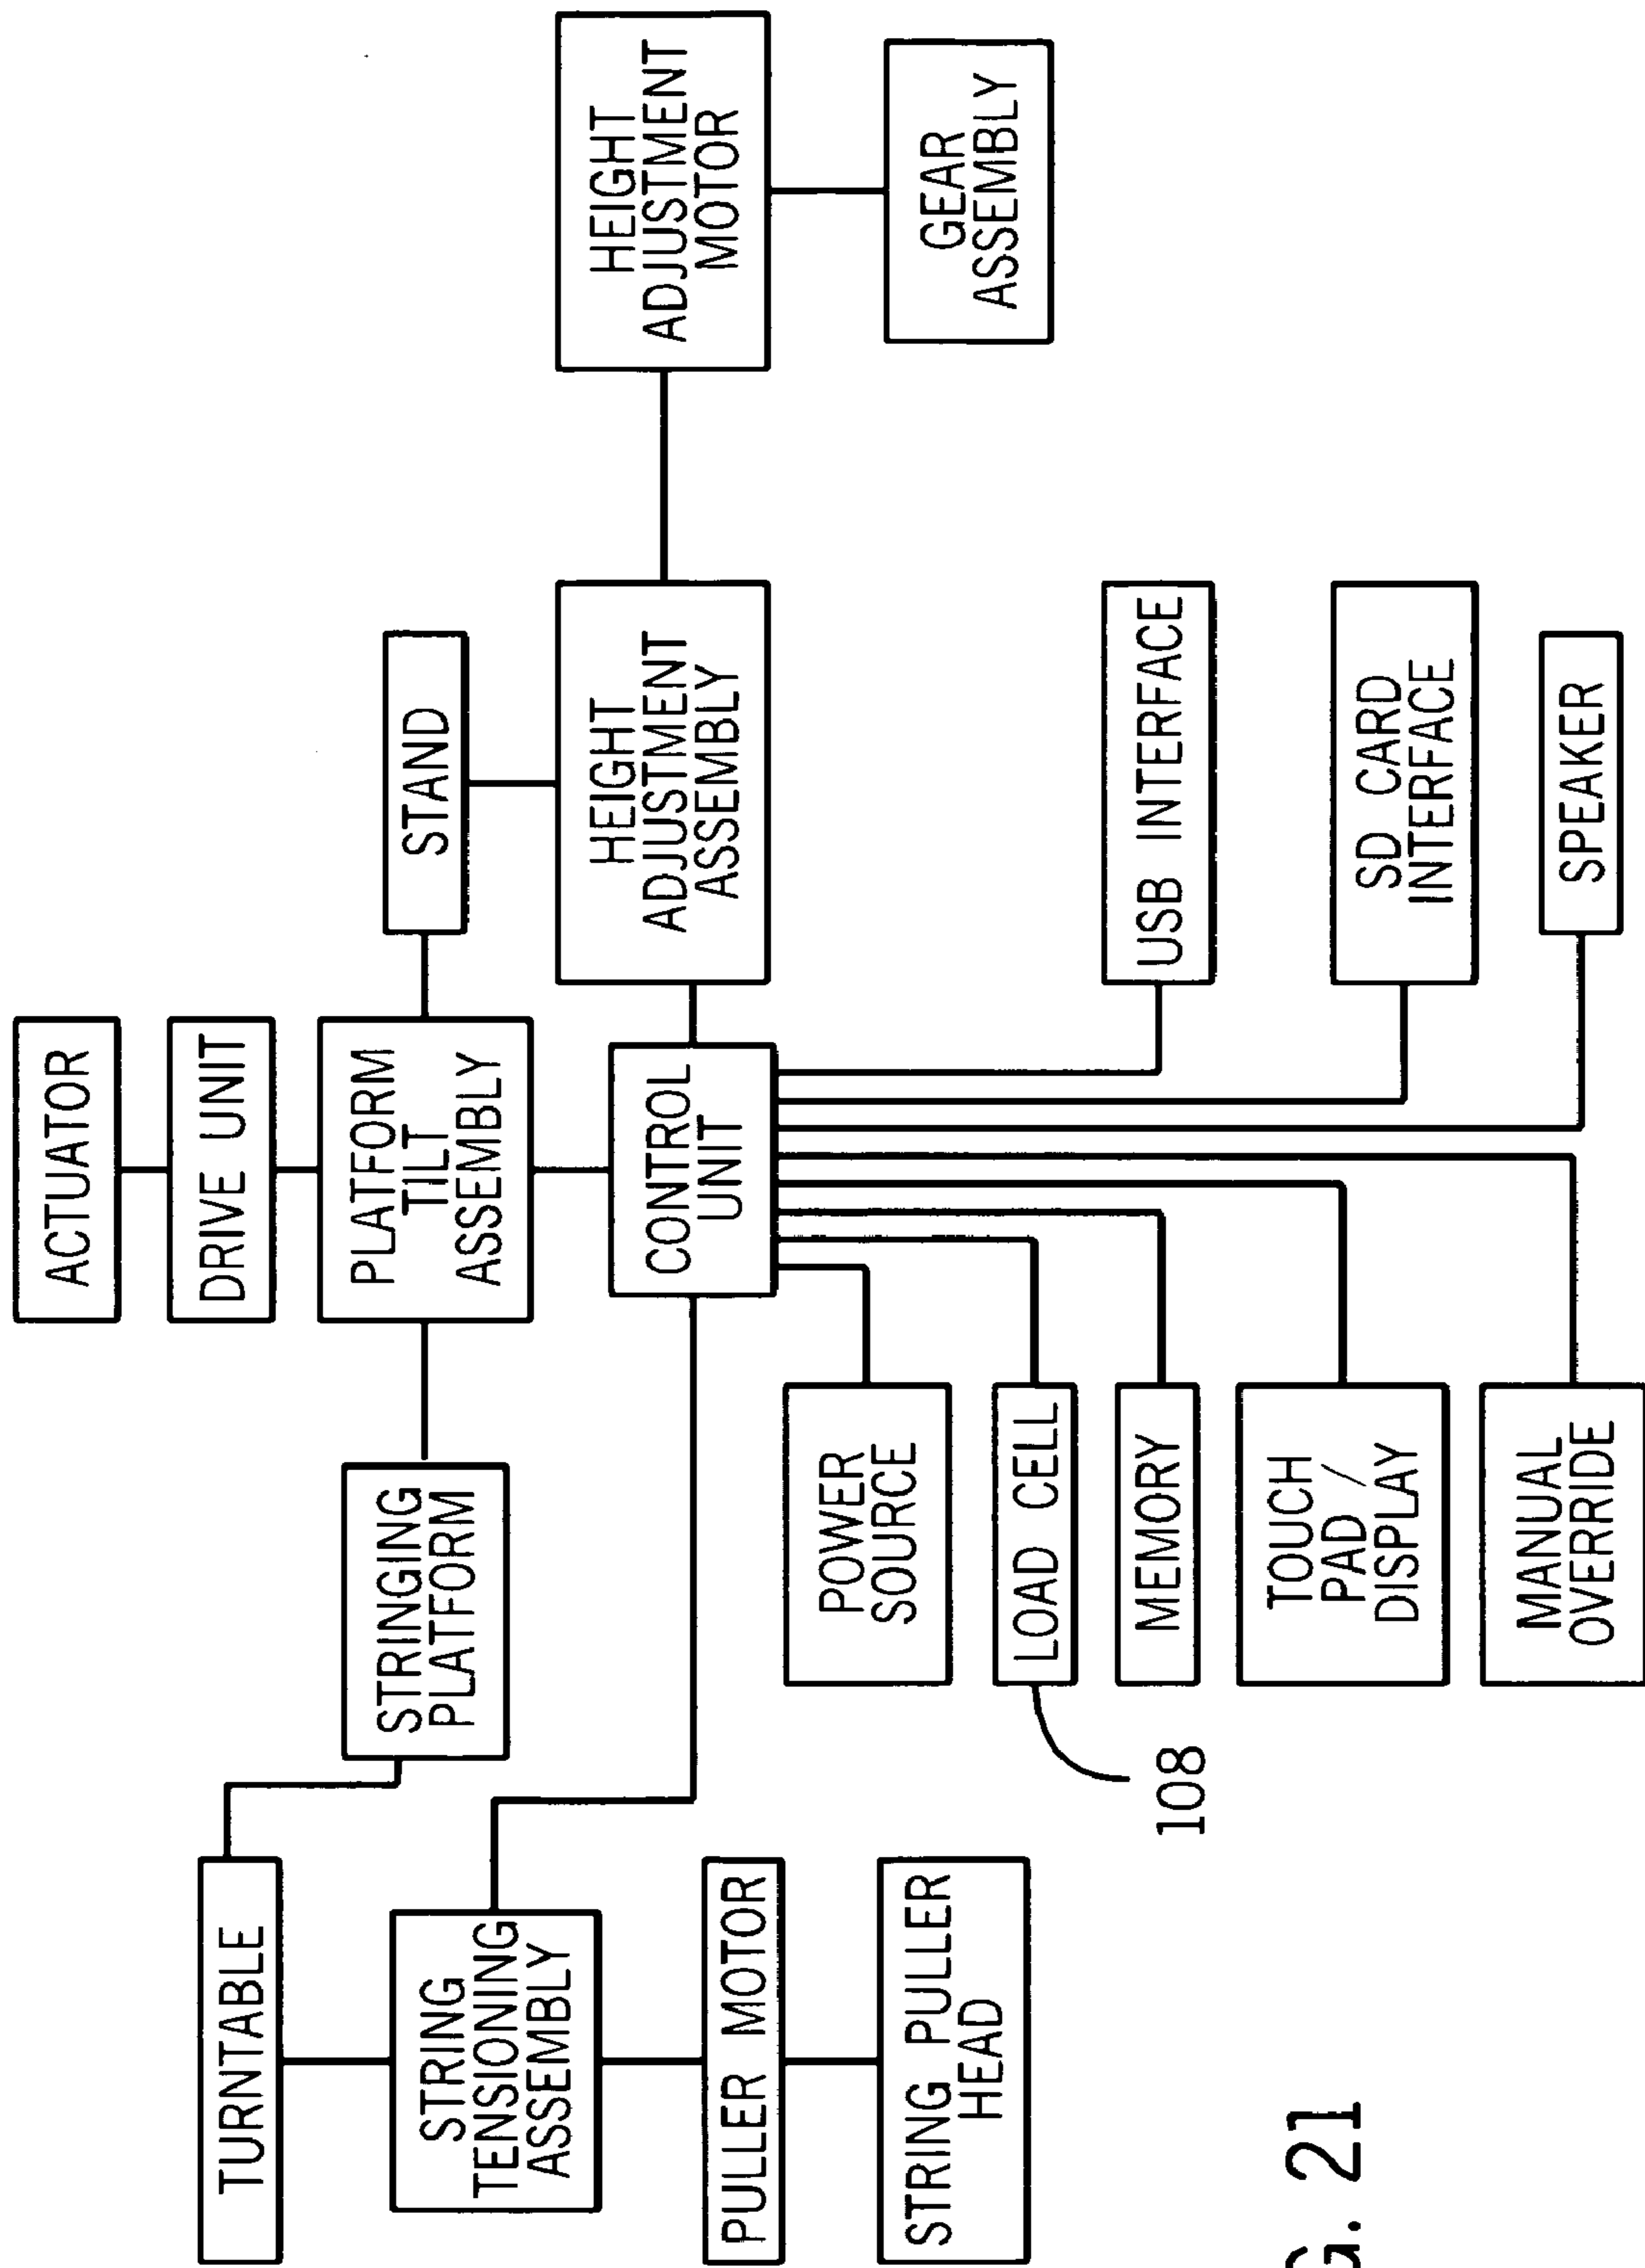 ACTUATOR
DRIVE UNIT
TURNTABLE
PLATFORM
TILT
ASSEMBLY
STRINGING
PLATFORM
STAND
STRING
TENSIONING
ASSEMBLY
HEIGHT
ADJUSTMENT
ASSEMBLY
HEIGHT
ADJUSTMENT
MOTOR
CONTROL
UNIT
PULLER MOTOR
POWER
SOURCE
STRING PULLER
HEAD
GEAR
ASSEMBLY
LOAD CELL
108
MEMORY
USB INTERFACE
TOUCH
PAD /
DISPLAY
SD CARD
INTERFACE
MANUAL
OVERRIDE
SPEAKER
G. 21